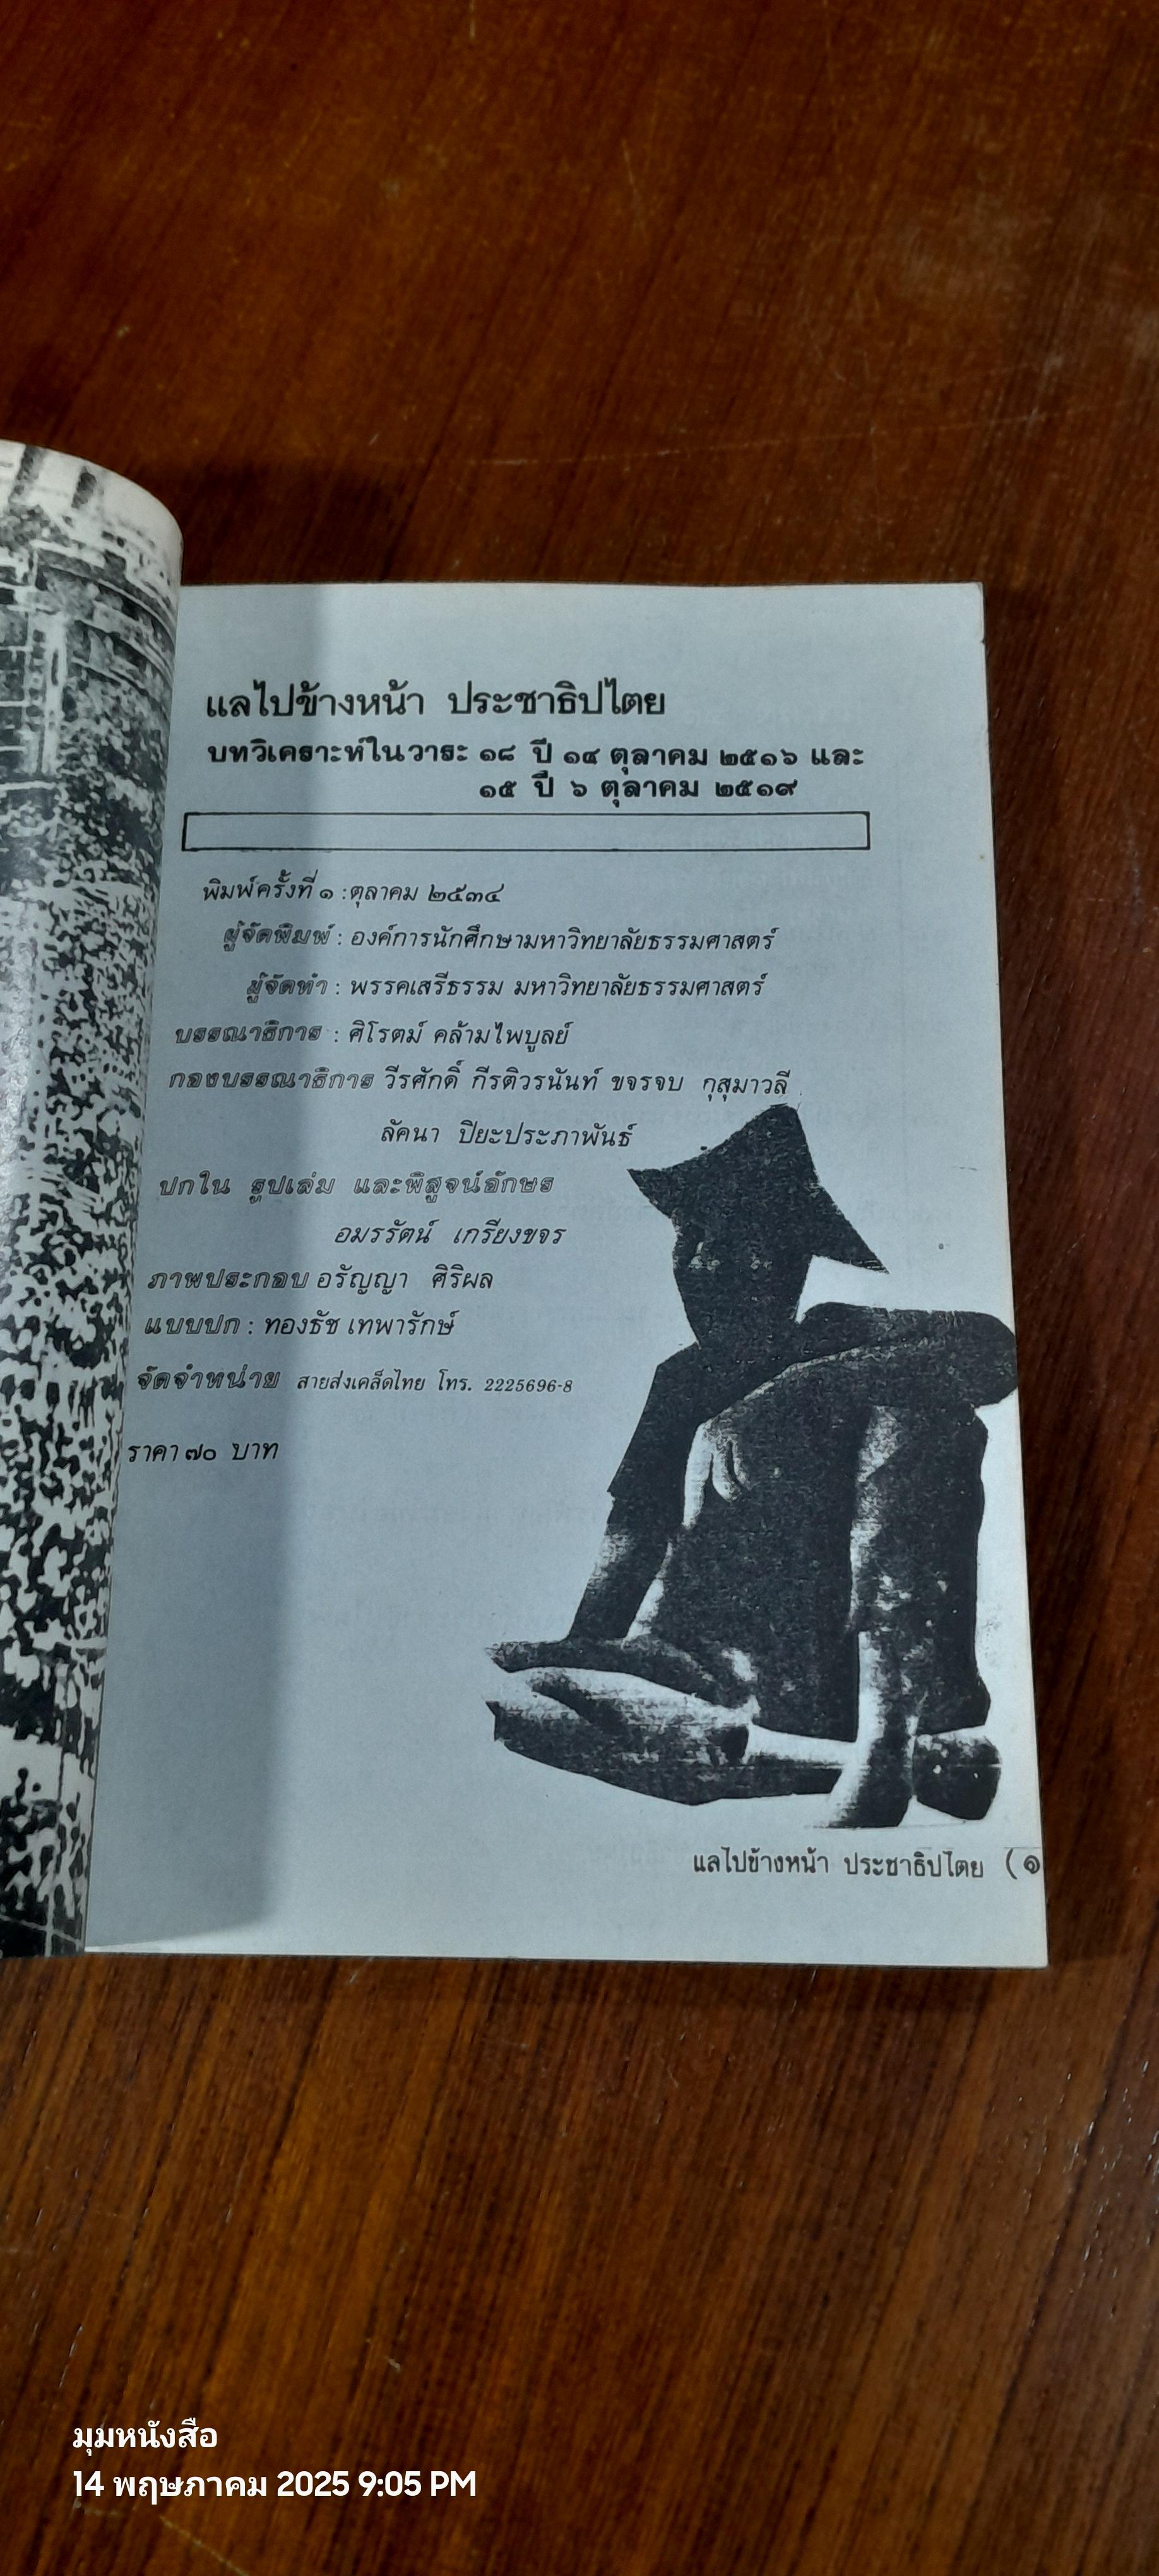 แลไปข้างหน้า ประชาธิปไตย
บทวิเคราะห์ในวาระ ๑๘ ปี ๑๔ ตุลาคม ๒๕๑๖ และ
๑๕ ปี ๖ ตุลาคม ๒๕๑๙
พิมพ์ครั้งที่ ๑ : ตุลาคม ๒๕๓๔
ผู้จัดพิมพ์ : องค์การนักศึกษามหาวิทยาลัยธรรมศาสตร์
ผู้จัดทำ : พรรคเสรีธรรม มหาวิทยาลัยธรรมศาสตร์
บรรณาธิการ : ศิโรตม์ คล้ามไพบูลย์
กองบรรณาธิการ วีรศักดิ์ กีรติวรนันท์ ขจรจบ กุสุมาวลี
ลัคนา ปิยะประภาพันธ์
ปกใน รูปเล่ม และพิสูจน์อักษร
อมรรัตน์ เกรียงขจร
ภาพประกอบ อรัญญา ศิริผล
แบบปก : ทองธัช เทพารักษ์
จัดจำหน่าย สายส่งเคล็ดไทย โทร. 2225696-8
ราคา ๗๐ บาท
แลไปข้างหน้า ประชาธิปไตย (๑
มุมหนังสือ
14 พฤษภาคม 2025 9:05 PM